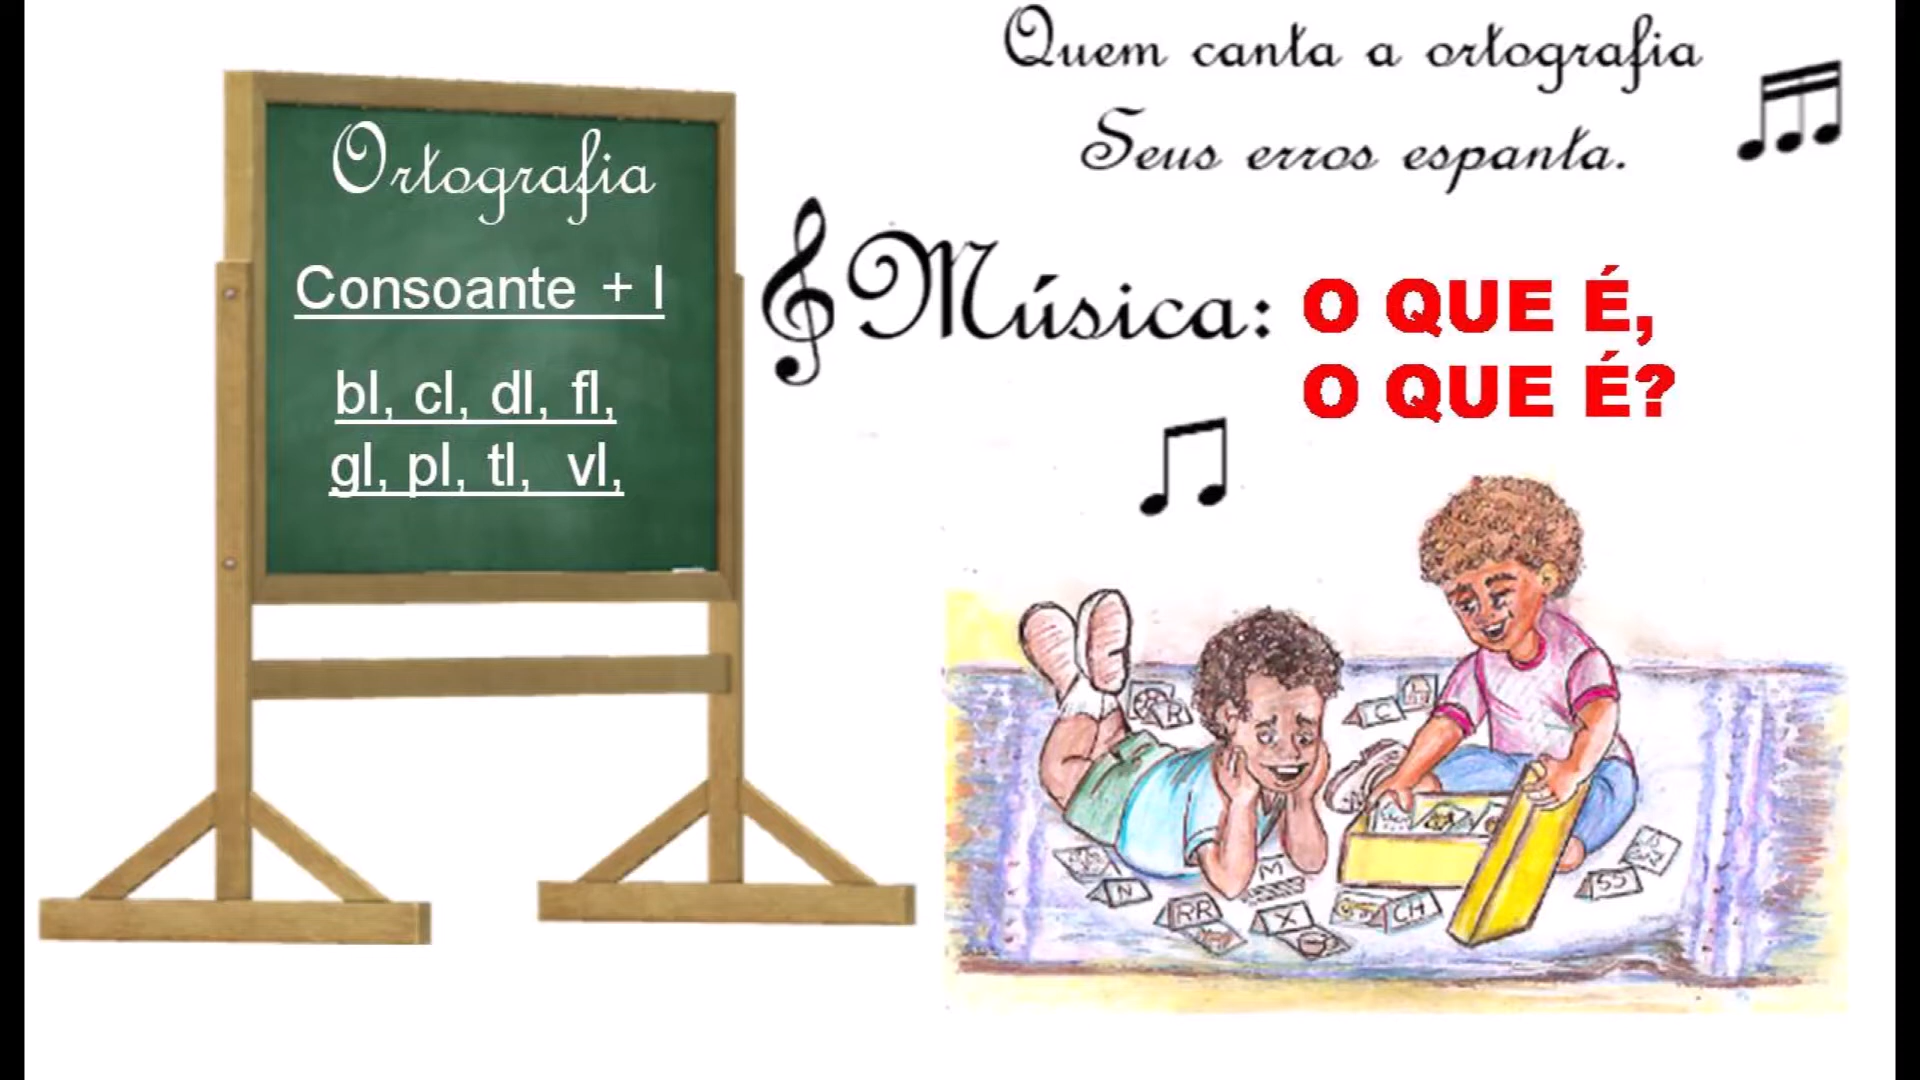 Ortografia
Consoante + l
bl, cl, dl, fl,
gl, pl, tl, vl,
Quem canta a ortografia
Seus erros espanta.
Música: O QUE É,
O QUE É?
R
C
N
M
RR
X
CH
SS